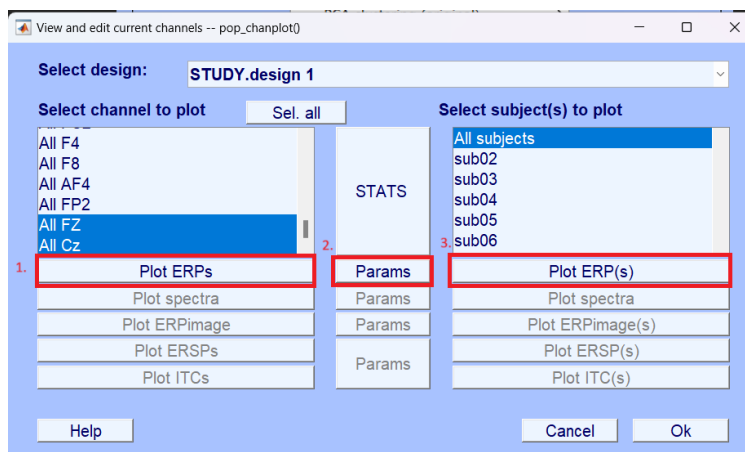 View and edit current channels -- pop_chanplot()
Select design:
STUDY.design 1
Select channel to plot
Sel. all
Select subject(s) to plot
All F4
All F8
All AF4
All FP2
All FZ
All Cz
STATS
All subjects
sub02
sub03
sub04
sub05
sub06
1.
Plot ERPs
2.
Params
3.
Plot ERP(s)
Plot spectra
Params
Plot spectra
Plot ERPimage
Params
Plot ERPimage(s)
Plot ERSPs
Params
Plot ERSP(s)
Plot ITCs
Plot ITC(s)
Help
Cancel
Ok